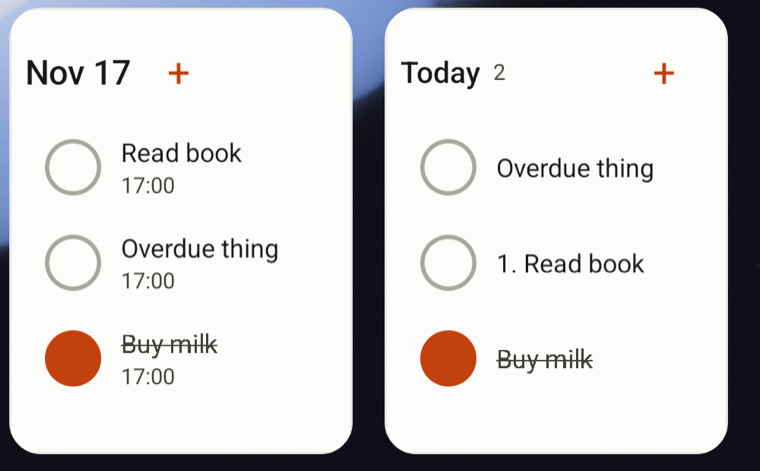 Nov 17 +
Read book
17:00
Overdue thing
17:00
Buy milk
17:00
Today 2 +
Overdue thing
1. Read book
Buy milk